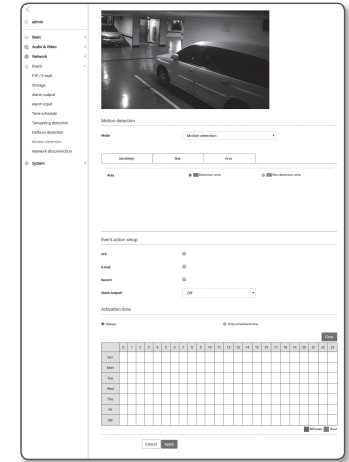 admin
Basic
Audio & Video
Network
Event
FTP / E-mail
Storage
Alarm output
Alarm input
Time schedule
Tampering detection
Defocus detection
Motion detection
Network disconnection
System
Motion detection
Mode Motion detection
Sensitivity Size Area
Area Detection area Non-detection area
Event action setup
FTP
E-mail
Record
Alarm output1 Off
Activation time
Always Only scheduled time
Clear
0 1 2 3 4 5 6 7 8 9 10 11 12 13 14 15 16 17 18 19 20 21 22 23
Sun
Mon
Tue
Wed
Thu
Fri
Sat
Minutes Hour
Cancel Apply